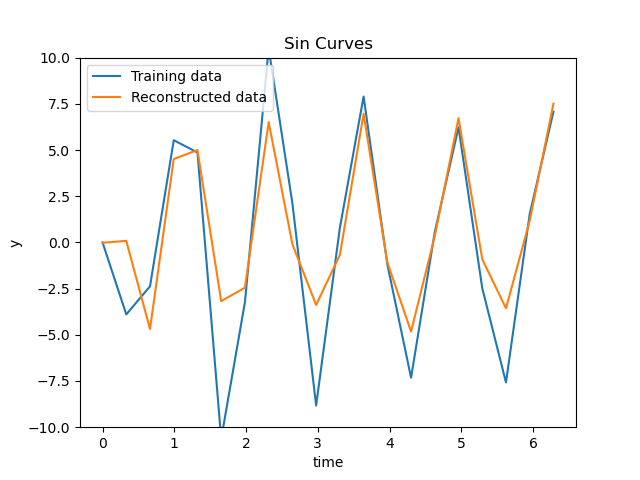 Sin Curves
Training data
Reconstructed data
10.0
7.5
5.0
2.5
0.0
−2.5
−5.0
−7.5
−10.0
y
0 1 2 3 4 5 6
time